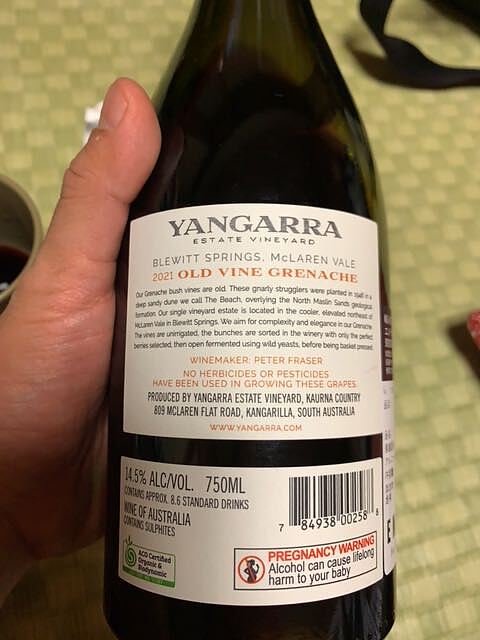 YANGARRA
ESTATE VINEYARD
BLEWITT SPRINGS, McLAREN VALE
2021 OLD VINE GRENACHE
Our Grenache bush vines are old. These gnarly strugglers were planted in 1946 in a
deep sandy dune we call The Beach, overlying the North Maslin Sands geological
formation. Our single vineyard estate is located in the cooler, elevated northeast of
McLaren Vale in Blewitt Springs. We aim for complexity and elegance in our Grenache.
The vines are unirrigated, the bunches are sorted in the winery with only the perfect
berries selected, then open fermented using wild yeasts, before being basket pressed.
WINEMAKER: PETER FRASER
NO HERBICIDES OR PESTICIDES
HAVE BEEN USED IN GROWING THESE GRAPES.
PRODUCED BY YANGARRA ESTATE VINEYARD, KAURNA COUNTRY
809 McLAREN FLAT ROAD, KANGARILLA, SOUTH AUSTRALIA
WWW.YANGARRA.COM
14.5% ALC/VOL. 750ML
CONTAINS APPROX. 8.6 STANDARD DRINKS
WINE OF AUSTRALIA
CONTAINS SULPHITES
7 84938 00258 8
ACO Certified
Organic &
Biodynamic
PREGNANCY WARNING
Alcohol can cause lifelong
harm to your baby